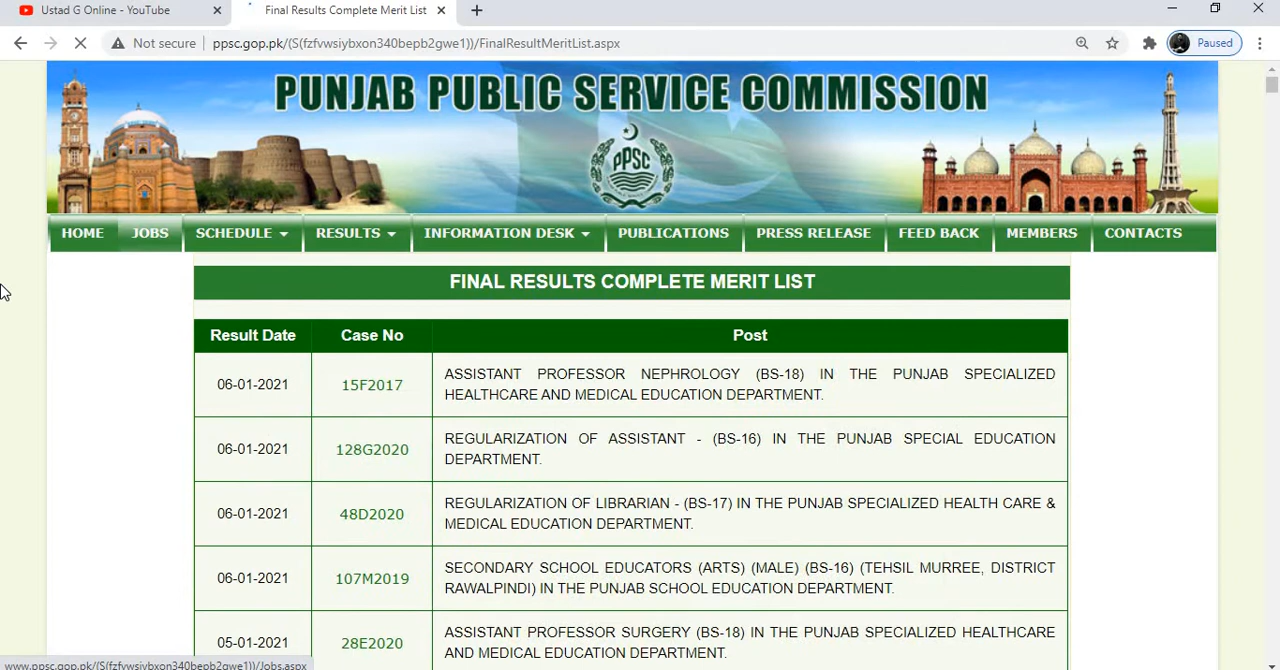 Ustad G Online - YouTube
Final Results Complete Merit List
Not secure
ppsc.gop.pk/(S(fzfvwsiybxon340bepb2gwe1))/FinalResultMeritList.aspx
Paused
PUNJAB PUBLIC SERVICE COMMISSION
PPSC
HOME JOBS SCHEDULE RESULTS INFORMATION DESK PUBLICATIONS PRESS RELEASE FEED BACK MEMBERS CONTACTS
FINAL RESULTS COMPLETE MERIT LIST
Result Date Case No Post
06-01-2021 15F2017 ASSISTANT PROFESSOR NEPHROLOGY (BS-18) IN THE PUNJAB SPECIALIZED
HEALTHCARE AND MEDICAL EDUCATION DEPARTMENT.
06-01-2021 128G2020 REGULARIZATION OF ASSISTANT - (BS-16) IN THE PUNJAB SPECIAL EDUCATION
DEPARTMENT.
06-01-2021 48D2020 REGULARIZATION OF LIBRARIAN - (BS-17) IN THE PUNJAB SPECIALIZED HEALTH CARE &
MEDICAL EDUCATION DEPARTMENT.
06-01-2021 107M2019 SECONDARY SCHOOL EDUCATORS (ARTS) (MALE) (BS-16) (TEHSIL MURREE, DISTRICT
RAWALPINDI) IN THE PUNJAB SCHOOL EDUCATION DEPARTMENT.
05-01-2021 28E2020 ASSISTANT PROFESSOR SURGERY (BS-18) IN THE PUNJAB SPECIALIZED HEALTHCARE
AND MEDICAL EDUCATION DEPARTMENT.
www.ppsc.gop.pk/(S(fzfvwsiybxon340bepb2gwe1))/Jobs.aspx